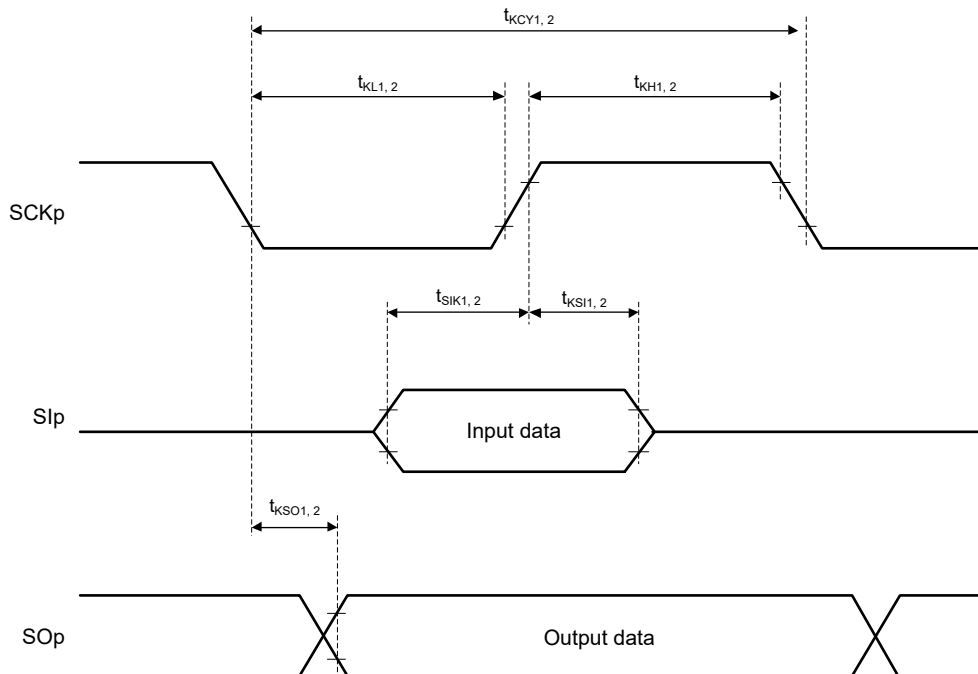 tKCY1, 2
tKL1, 2
tKH1, 2
SCKp
tSIK1, 2
tKSI1, 2
SIp
Input data
tKSO1, 2
SOp
Output data